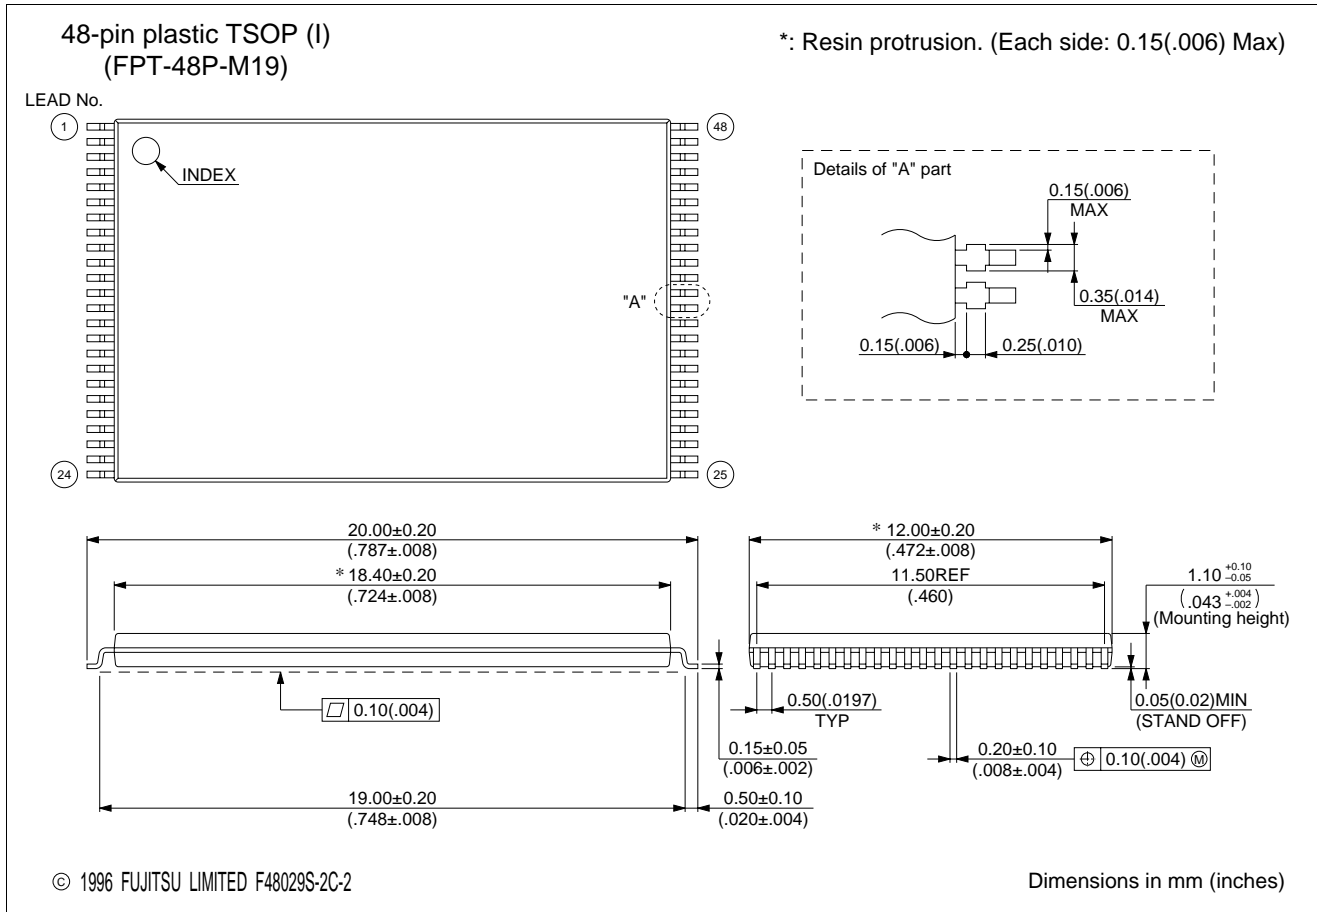 48-pin plastic TSOP (I)
(FPT-48P-M19)
*: Resin protrusion. (Each side: 0.15(.006) Max)
LEAD No.
1
48
INDEX
"A"
24
25
Details of "A" part
0.15(.006)
MAX
0.35(.014)
MAX
0.15(.006)
0.25(.010)
20.00±0.20
(.787±.008)
* 18.40±0.20
(.724±.008)
0.10(.004)
0.15±0.05
(.006±.002)
19.00±0.20
(.748±.008)
0.50±0.10
(.020±.004)
* 12.00±0.20
(.472±.008)
11.50REF
(.460)
1.10 +0.10 –0.05
(.043 +.004 –.002)
(Mounting height)
0.50(.0197)
TYP
0.05(0.02)MIN
(STAND OFF)
0.20±0.10
(.008±.004)
0.10(.004) Ⓜ
© 1996 FUJITSU LIMITED F48029S-2C-2
Dimensions in mm (inches)